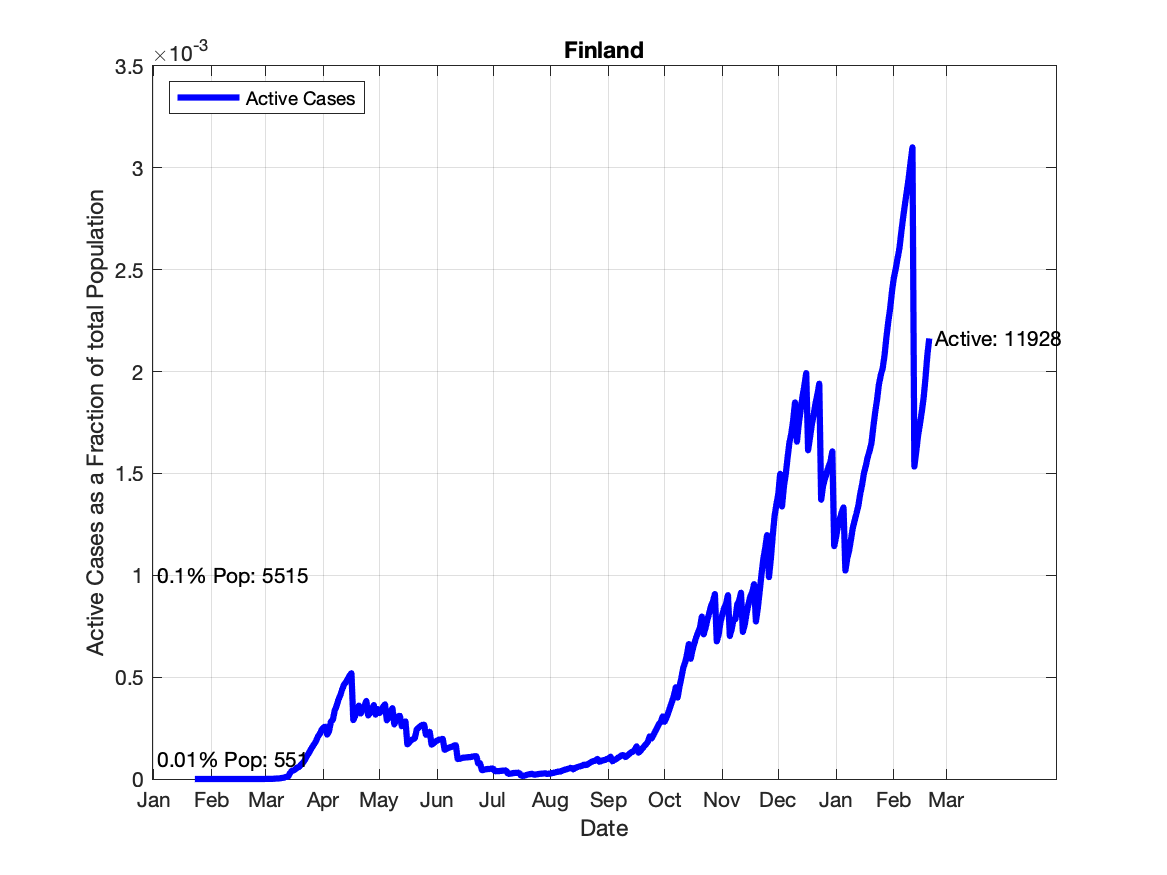 Finland
×10-3
Active Cases
3.5
3
2.5
2
1.5
1
0.5
0
Active Cases as a Fraction of total Population
Active: 11928
0.1% Pop: 5515
0.01% Pop: 551
Jan Feb Mar Apr May Jun Jul Aug Sep Oct Nov Dec Jan Feb Mar
Date